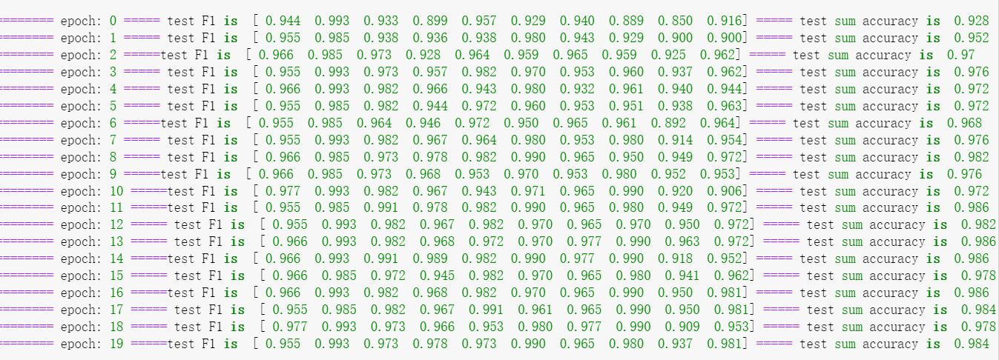 ======== epoch: 0 ===== test F1 is [ 0.944 0.993 0.933 0.899 0.957 0.929 0.940 0.889 0.850 0.916] ===== test sum accuracy is 0.928
======== epoch: 1 ===== test F1 is [ 0.955 0.985 0.938 0.936 0.938 0.980 0.943 0.929 0.900 0.900] ===== test sum accuracy is 0.952
======== epoch: 2 =====test F1 is [ 0.966 0.985 0.973 0.928 0.964 0.959 0.965 0.959 0.925 0.962] ===== test sum accuracy is 0.97
======== epoch: 3 ===== test F1 is [ 0.955 0.993 0.973 0.957 0.982 0.970 0.953 0.960 0.937 0.962] ===== test sum accuracy is 0.976
======== epoch: 4 ===== test F1 is [ 0.966 0.993 0.982 0.966 0.943 0.980 0.932 0.961 0.940 0.944] ===== test sum accuracy is 0.972
======== epoch: 5 ===== test F1 is [ 0.955 0.985 0.982 0.944 0.972 0.960 0.953 0.951 0.938 0.963] ===== test sum accuracy is 0.972
======== epoch: 6 =====test F1 is [ 0.955 0.985 0.964 0.946 0.972 0.950 0.965 0.961 0.892 0.964] ===== test sum accuracy is 0.968
======== epoch: 7 ===== test F1 is [ 0.955 0.993 0.982 0.967 0.964 0.980 0.953 0.980 0.914 0.954] ===== test sum accuracy is 0.976
======== epoch: 8 ===== test F1 is [ 0.966 0.985 0.973 0.978 0.982 0.990 0.965 0.950 0.949 0.972] ===== test sum accuracy is 0.982
======== epoch: 9 =====test F1 is [ 0.966 0.985 0.973 0.968 0.953 0.970 0.953 0.980 0.952 0.953] ===== test sum accuracy is 0.976
======== epoch: 10 =====test F1 is [ 0.977 0.993 0.982 0.967 0.943 0.971 0.965 0.990 0.920 0.906] ===== test sum accuracy is 0.972
======== epoch: 11 =====test F1 is [ 0.955 0.985 0.991 0.978 0.982 0.990 0.965 0.980 0.949 0.972] ===== test sum accuracy is 0.986
======== epoch: 12 ===== test F1 is [ 0.955 0.993 0.982 0.967 0.982 0.970 0.965 0.970 0.950 0.972] ===== test sum accuracy is 0.982
======== epoch: 13 ===== test F1 is [ 0.966 0.993 0.982 0.968 0.972 0.970 0.977 0.990 0.963 0.972] ===== test sum accuracy is 0.986
======== epoch: 14 =====test F1 is [ 0.966 0.993 0.991 0.989 0.982 0.990 0.977 0.990 0.918 0.952] ===== test sum accuracy is 0.986
======== epoch: 15 ===== test F1 is [ 0.966 0.985 0.972 0.945 0.982 0.970 0.965 0.980 0.941 0.962] ===== test sum accuracy is 0.978
======== epoch: 16 =====test F1 is [ 0.966 0.993 0.982 0.968 0.982 0.970 0.965 0.990 0.950 0.981] ===== test sum accuracy is 0.986
======== epoch: 17 ===== test F1 is [ 0.955 0.985 0.982 0.967 0.991 0.961 0.965 0.990 0.950 0.981] ===== test sum accuracy is 0.984
======== epoch: 18 ===== test F1 is [ 0.977 0.993 0.973 0.966 0.953 0.980 0.977 0.990 0.909 0.953] ===== test sum accuracy is 0.978
======== epoch: 19 =====test F1 is [ 0.955 0.993 0.973 0.978 0.973 0.990 0.965 0.980 0.937 0.981] ===== test sum accuracy is 0.984